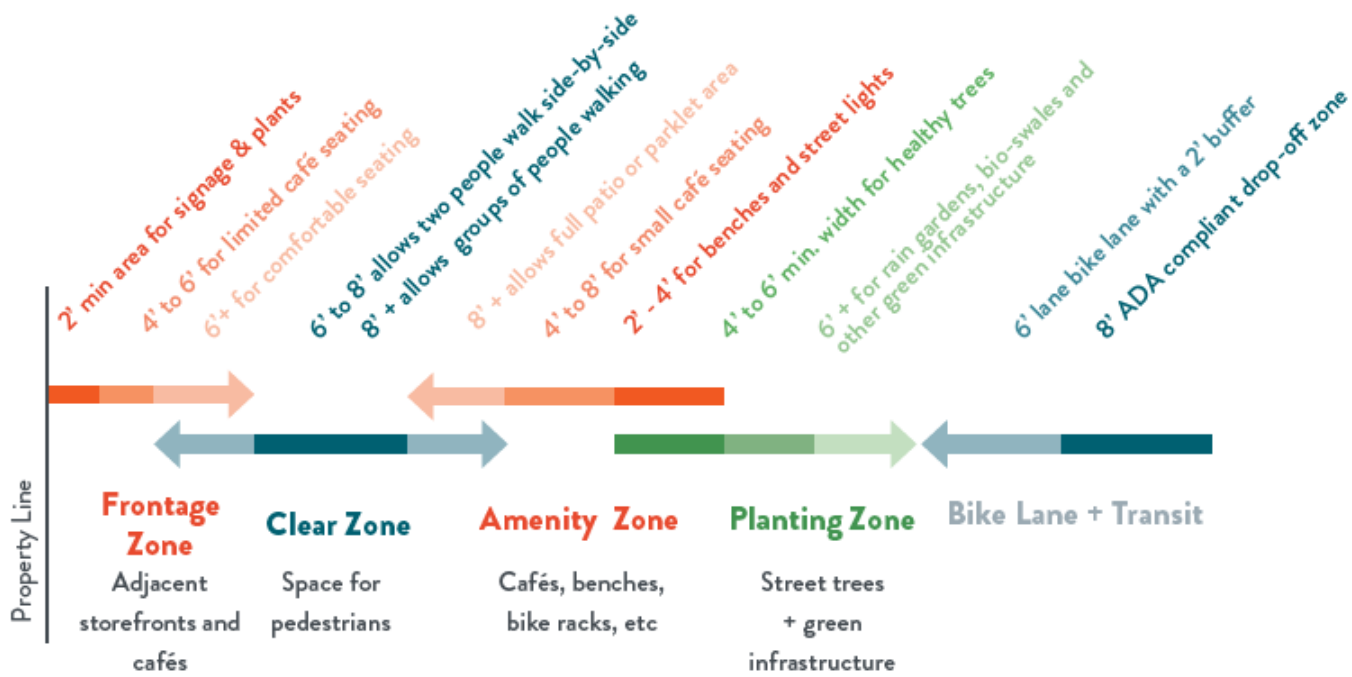 2' min area for signage & plants
4' to 6' for limited café seating
6'+ for comfortable seating
6' to 8' allows two people walk side-by-side
8' + allows groups of people walking
8' + allows full patio or parklet area
4' to 8' for small café seating
2' - 4' for benches and street lights
4' to 6' min. width for healthy trees
6'+ for rain gardens, bio-swales and
other green infrastructure
6' lane bike lane with a 2' buffer
8' ADA compliant drop-off zone
Property Line
Frontage
Zone
Adjacent
storefronts and
cafés
Clear Zone
Space for
pedestrians
Amenity Zone
Cafés, benches,
bike racks, etc
Planting Zone
Street trees
+ green
infrastructure
Bike Lane + Transit